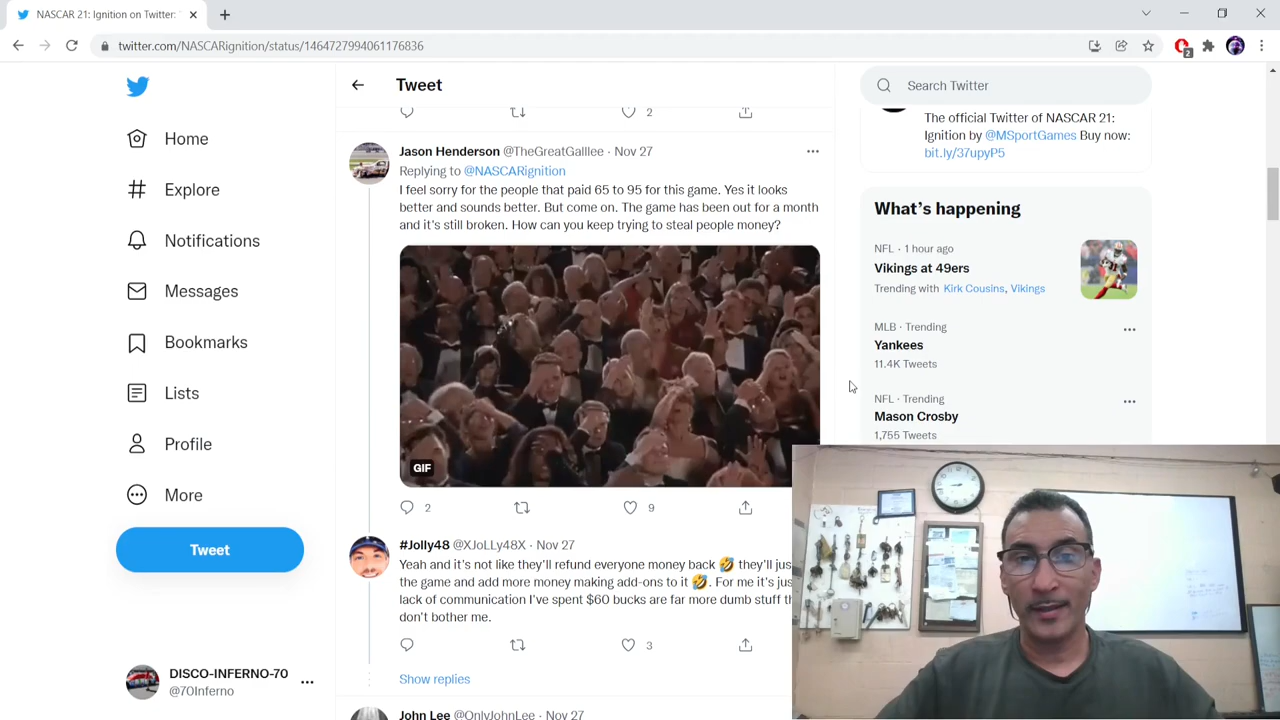 NASCAR 21: Ignition on Twitter:
twitter.com/NASCARignition/status/1464727994061176836
2
Home
Explore
Notifications
Messages
Bookmarks
Lists
Profile
More
Tweet
DISCO-INFERNO-70
@70Inferno
Tweet
2
Jason Henderson @TheGreatGalllee · Nov 27
Replying to @NASCARignition
I feel sorry for the people that paid 65 to 95 for this game. Yes it looks
better and sounds better. But come on. The game has been out for a month
and it's still broken. How can you keep trying to steal people money?
GIF
2
9
#Jolly48 @XJoLLy48X · Nov 27
Yeah and it's not like they'll refund everyone money back 🤣 they'll jus
the game and add more money making add-ons to it 🤣. For me it's jus
lack of communication I've spent $60 bucks are far more dumb stuff th
don't bother me.
3
Show replies
John Lee @OnlyJohnLee · Nov 27
Search Twitter
The official Twitter of NASCAR 21:
Ignition by @MSportGames Buy now:
bit.ly/37upyP5
What's happening
NFL · 1 hour ago
Vikings at 49ers
Trending with Kirk Cousins, Vikings
MLB · Trending
Yankees
11.4K Tweets
NFL · Trending
Mason Crosby
1,755 Tweets